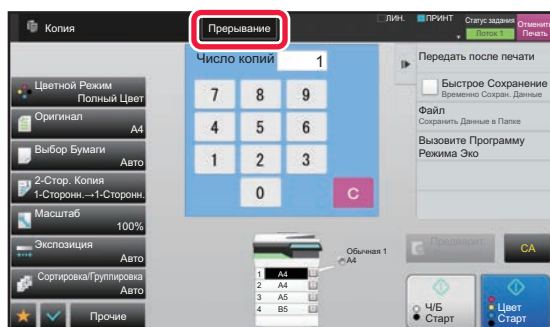 Копия
Прерывание
ЛИН.
ПРИНТ
Статус задания
Лоток 1
Отменить
Печать
Число копий 1
7 8 9
4 5 6
1 2 3
0 C
Цветной Режим
Полный Цвет
Оригинал
A4
Выбор Бумаги
Авто
2-Стор. Копия
1-Сторонн.→1-Сторонн.
Масштаб
100%
Экспозиция
Авто
Сортировка/Группировка
Авто
Прочие
Обычная 1
A4
1 A4
2 A4
3 A5
4 B5
Передать после печати
Быстрое Сохранение
Временно Сохран. Данные
Файл
Сохранить Данные в Папке
Вызовите Программу
Режима Эко
Предварит.
CA
Ч/Б
Старт
Цвет
Старт